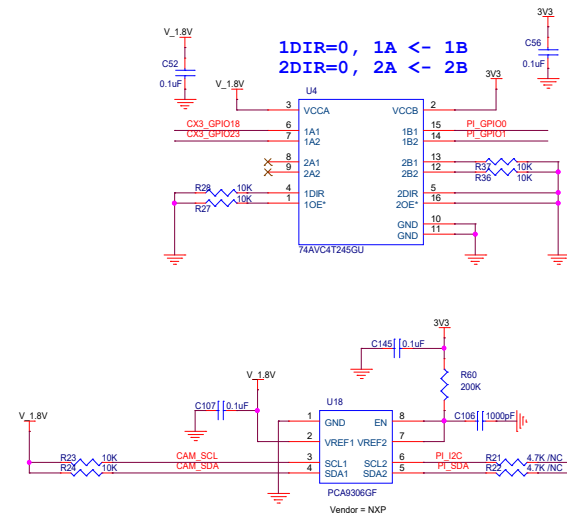 V_1.8V
C52
0.1uF
1DIR=0, 1A <- 1B
2DIR=0, 2A <- 2B
3V3
C56
0.1uF
V_1.8V
U4
3V3
3 VCCA VCCB 2
CX3_GPIO18 6 1A1 1B1 15 PI_GPIO0
CX3_GPIO23 7 1A2 1B2 14 PI_GPIO1
8 2A1 2B1 13 R37 10K
9 2A2 2B2 12 R36 10K
R28 10K 4 1DIR 2DIR 5
R27 10K 1 1OE* 2OE* 16
GND 10
GND 11
74AVC4T245GU
3V3
C145 0.1uF
V_1.8V
R60
200K
C107 0.1uF
U18
V_1.8V
1 GND EN 8 C106 1000pF
2 VREF1 VREF2 7
R23 10K CAM_SCL 3 SCL1 SCL2 6 PI_I2C R21 4.7K /NC
R24 10K CAM_SDA 4 SDA1 SDA2 5 PI_SDA R22 4.7K /NC
PCA9306GF
Vendor = NXP